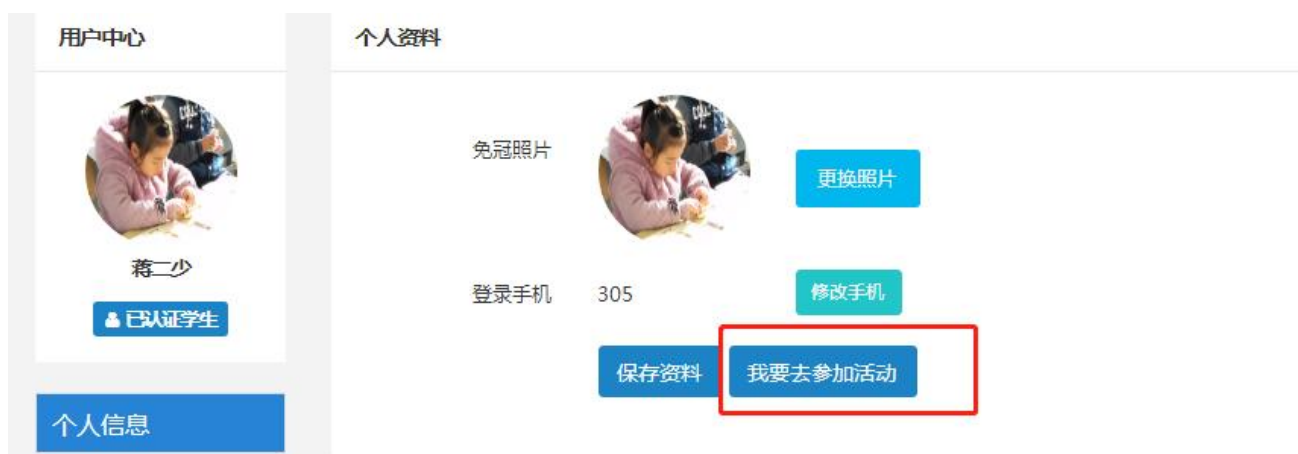 用户中心
个人资料
免冠照片
更换照片
蒋二少
已认证学生
登录手机 305 修改手机
保存资料 我要去参加活动
个人信息